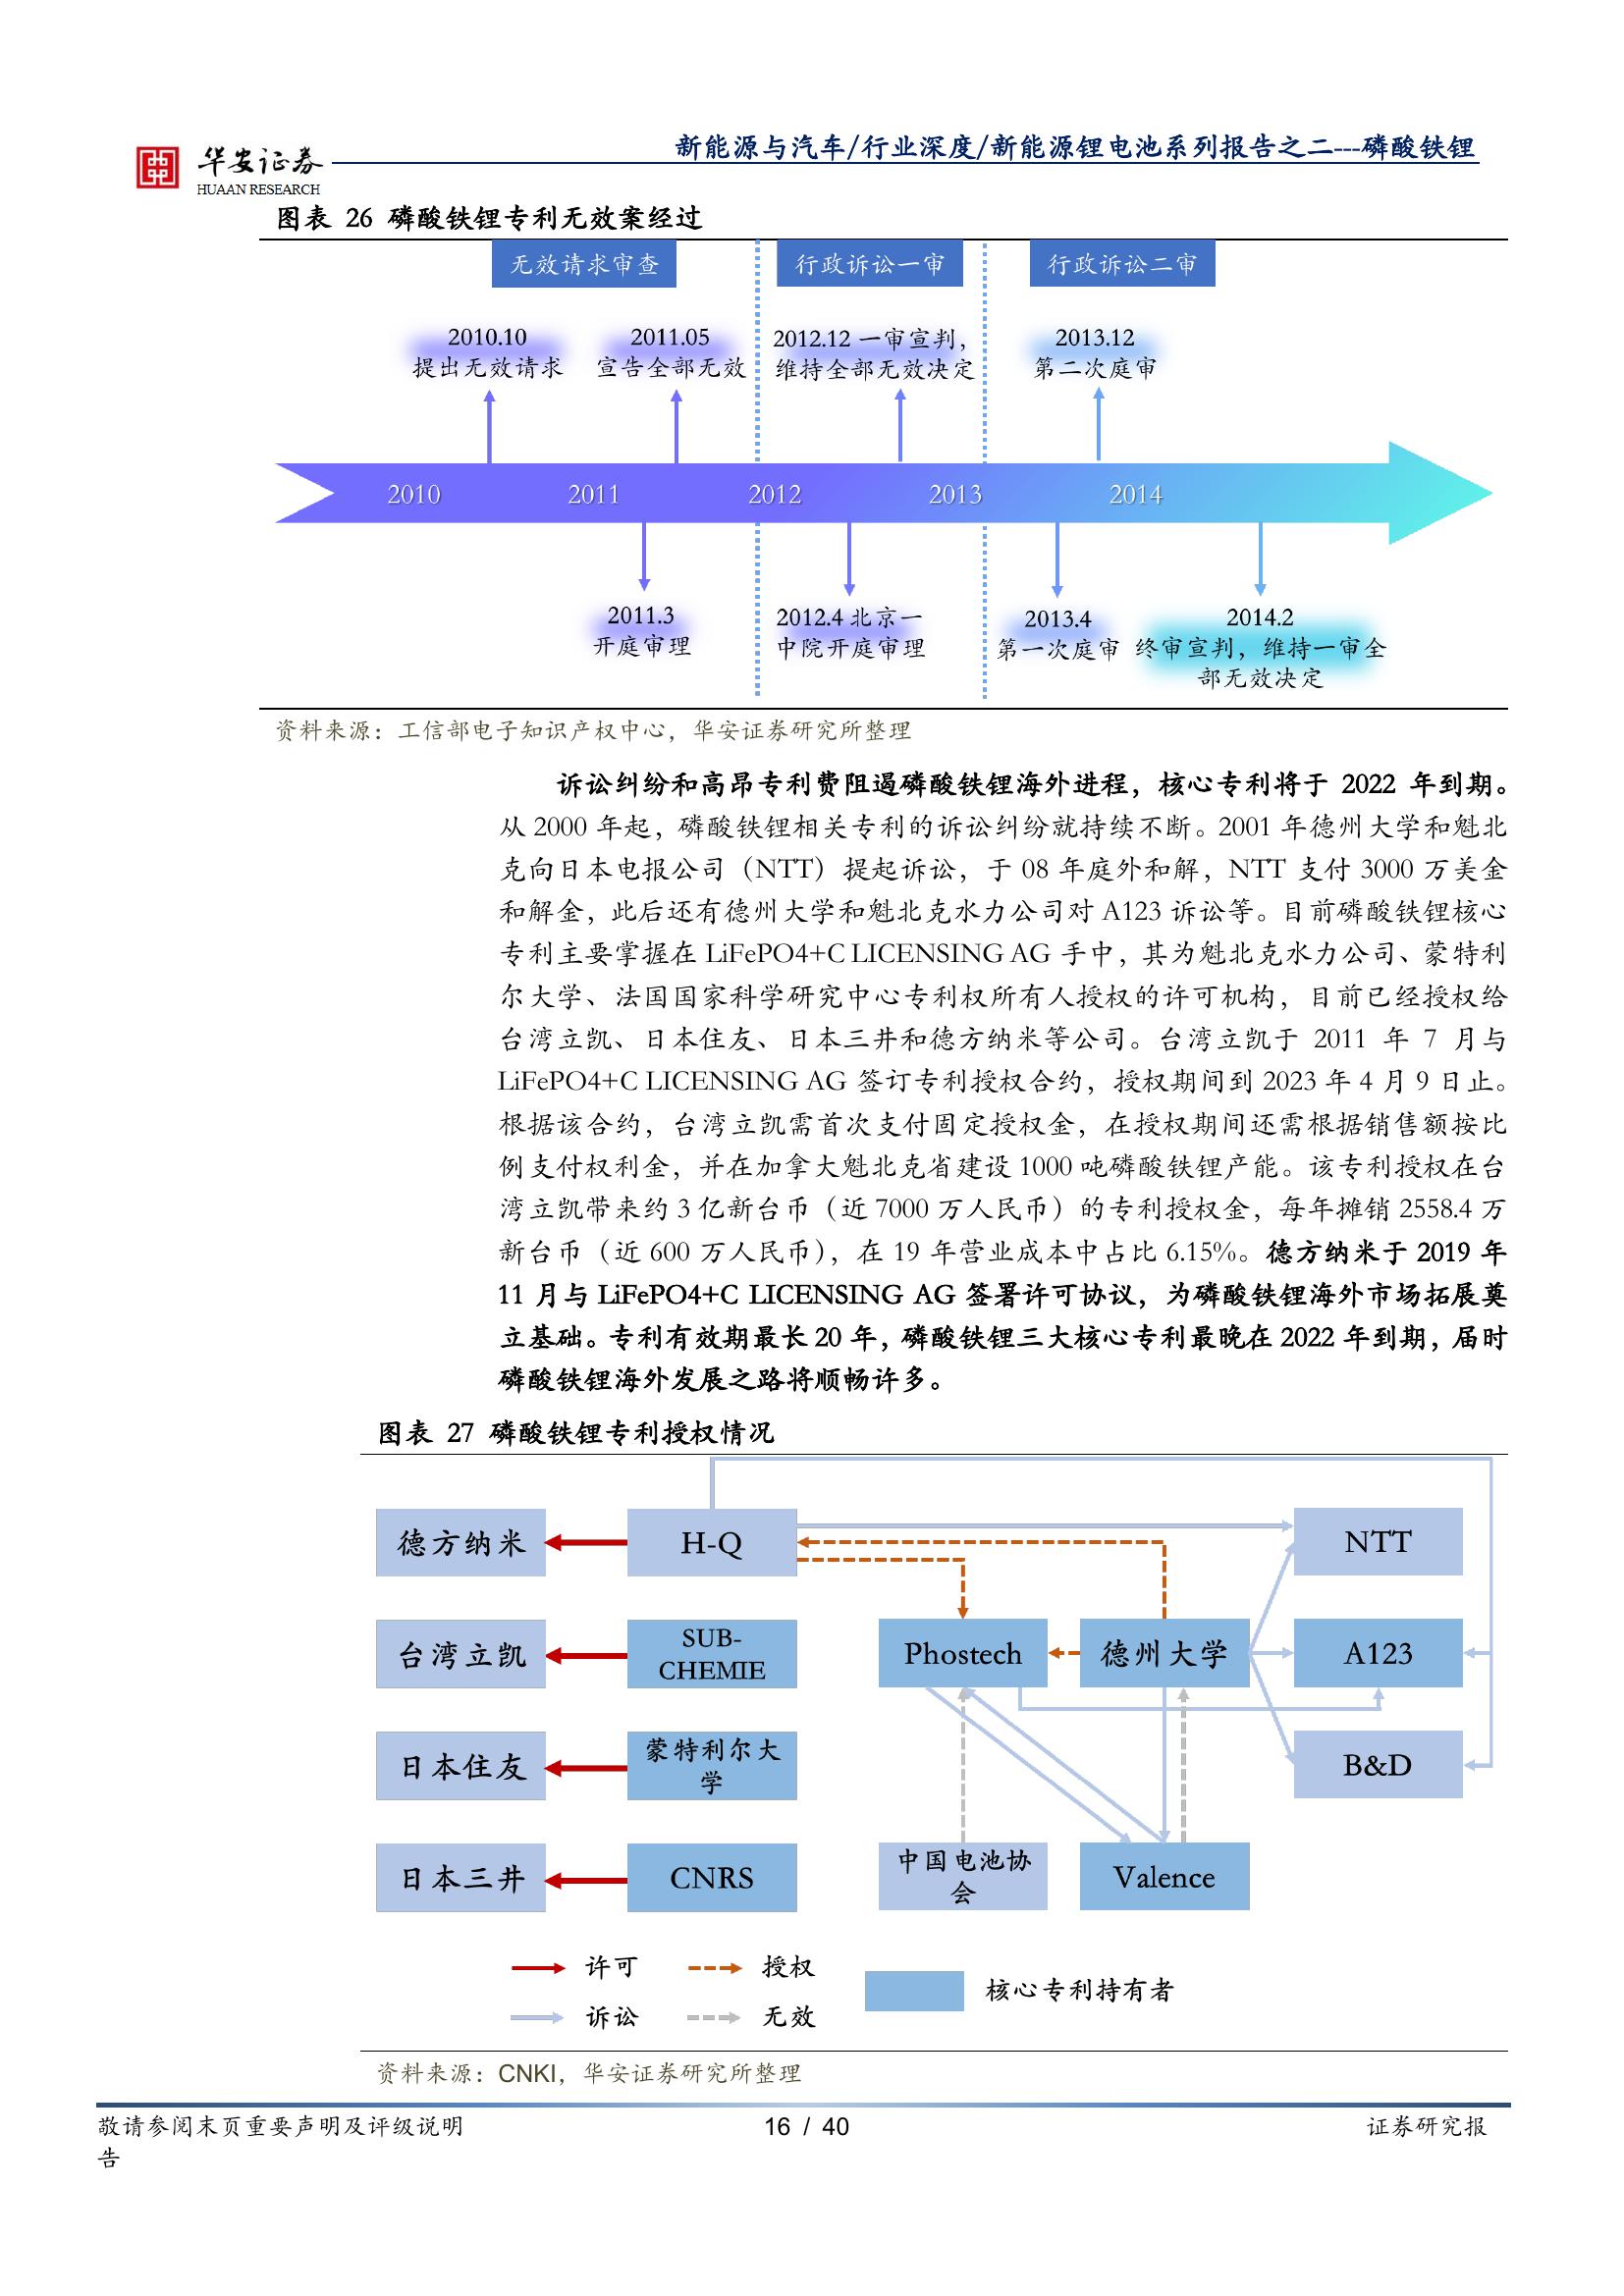 华安证券
HUAAN RESEARCH
新能源与汽车/行业深度/新能源锂电池系列报告之二---磷酸铁锂
图表 26 磷酸铁锂专利无效案经过
无效请求审查
行政诉讼一审
行政诉讼二审
2010.10
提出无效请求
2011.05
宣告全部无效
2012.12 一审宣判，
维持全部无效决定
2013.12
第二次庭审
2010
2011
2012
2013
2014
2011.3
开庭审理
2012.4 北京一
中院开庭审理
2013.4
第一次庭审
2014.2
终审宣判，维持一审全
部无效决定
资料来源：工信部电子知识产权中心，华安证券研究所整理
诉讼纠纷和高昂专利费阻遏磷酸铁锂海外进程，核心专利将于 2022 年到期。
从 2000 年起，磷酸铁锂相关专利的诉讼纠纷就持续不断。2001 年德州大学和魁北
克向日本电报公司（NTT）提起诉讼，于 08 年庭外和解，NTT 支付 3000 万美金
和解金，此后还有德州大学和魁北克水力公司对 A123 诉讼等。目前磷酸铁锂核心
专利主要掌握在 LiFePO4+C LICENSING AG 手中，其为魁北克水力公司、蒙特利
尔大学、法国国家科学研究中心专利权所有人授权的许可机构，目前已经授权给
台湾立凯、日本住友、日本三井和德方纳米等公司。台湾立凯于 2011 年 7 月与
LiFePO4+C LICENSING AG 签订专利授权合约，授权期间到 2023 年 4 月 9 日止。
根据该合约，台湾立凯需首次支付固定授权金，在授权期间还需根据销售额按比
例支付权利金，并在加拿大魁北克省建设 1000 吨磷酸铁锂产能。该专利授权在台
湾立凯带来约 3 亿新台币（近 7000 万人民币）的专利授权金，每年摊销 2558.4 万
新台币（近 600 万人民币），在 19 年营业成本中占比 6.15%。德方纳米于 2019 年
11 月与 LiFePO4+C LICENSING AG 签署许可协议，为磷酸铁锂海外市场拓展奠
立基础。专利有效期最长 20 年，磷酸铁锂三大核心专利最晚在 2022 年到期，届时
磷酸铁锂海外发展之路将顺畅许多。
图表 27 磷酸铁锂专利授权情况
德方纳米
H-Q
NTT
台湾立凯
SUB-
CHEMIE
Phostech
德州大学
A123
日本住友
蒙特利尔大
学
B&D
日本三井
CNRS
中国电池协
会
Valence
许可
授权
诉讼
无效
核心专利持有者
资料来源：CNKI，华安证券研究所整理
敬请参阅末页重要声明及评级说明
16 / 40
证券研究报
告